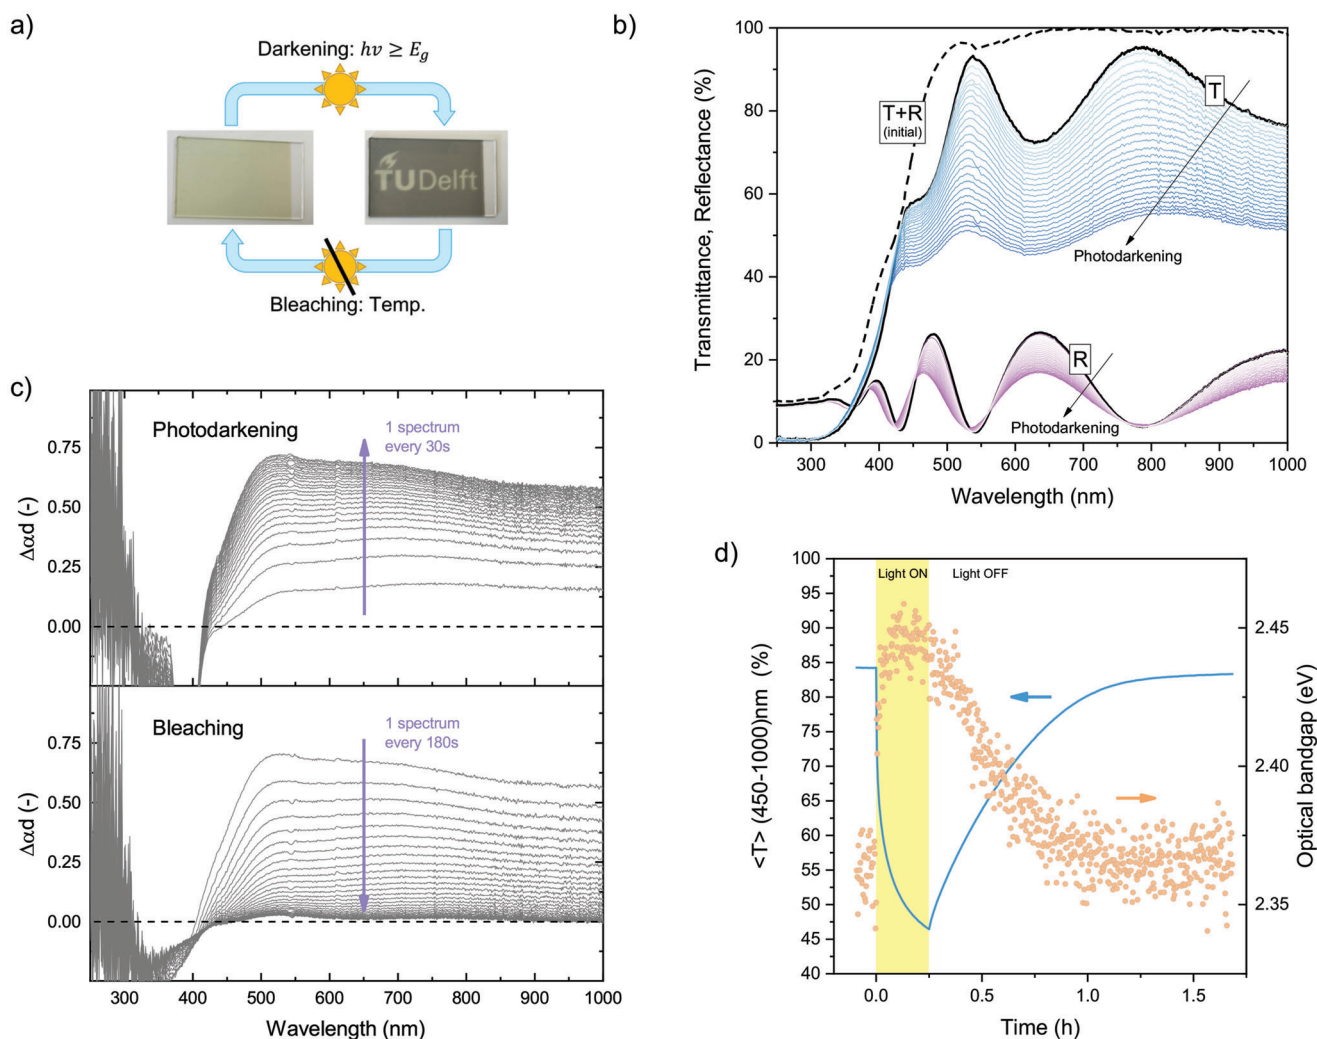 a)
Darkening: hν ≥ E_g
TU Delft
Bleaching: Temp.
b)
Transmittance, Reflectance (%)
100
80
60
40
20
0
T+R
(initial)
T
Photodarkening
R
Photodarkening
300 400 500 600 700 800 900 1000
Wavelength (nm)
c)
Δαd (-)
0.75
0.50
0.25
0.00
Photodarkening
1 spectrum
every 30s
Δαd (-)
0.75
0.50
0.25
0.00
Bleaching
1 spectrum
every 180s
300 400 500 600 700 800 900 1000
Wavelength (nm)
d)
<T> (450-1000)nm (%)
100
95
90
85
80
75
70
65
60
55
50
45
40
Light ON Light OFF
2.45
2.40
2.35
Optical bandgap (eV)
0.0 0.5 1.0 1.5
Time (h)